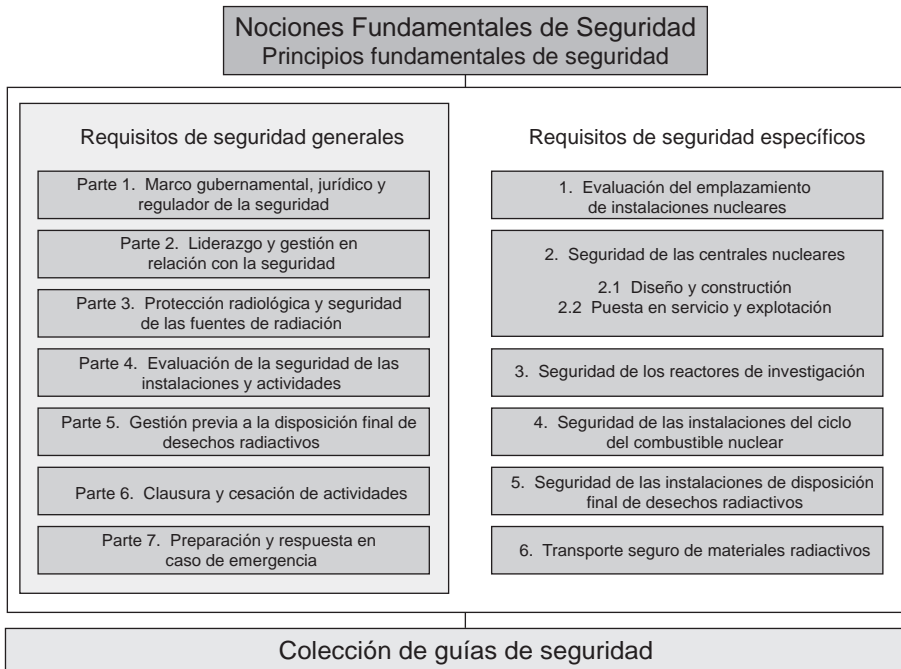 Nociones Fundamentales de Seguridad
Principios fundamentales de seguridad
Requisitos de seguridad generales
Parte 1. Marco gubernamental, jurídico y
regulador de la seguridad
Parte 2. Liderazgo y gestión en
relación con la seguridad
Parte 3. Protección radiológica y seguridad
de las fuentes de radiación
Parte 4. Evaluación de la seguridad de las
instalaciones y actividades
Parte 5. Gestión previa a la disposición final de
desechos radiactivos
Parte 6. Clausura y cesación de actividades
Parte 7. Preparación y respuesta en
caso de emergencia
Requisitos de seguridad específicos
1. Evaluación del emplazamiento
de instalaciones nucleares
2. Seguridad de las centrales nucleares
2.1 Diseño y constructión
2.2 Puesta en servicio y explotación
3. Seguridad de los reactores de investigación
4. Seguridad de las instalaciones del ciclo
del combustible nuclear
5. Seguridad de las instalaciones de disposición
final de desechos radiactivos
6. Transporte seguro de materiales radiactivos
Colección de guías de seguridad